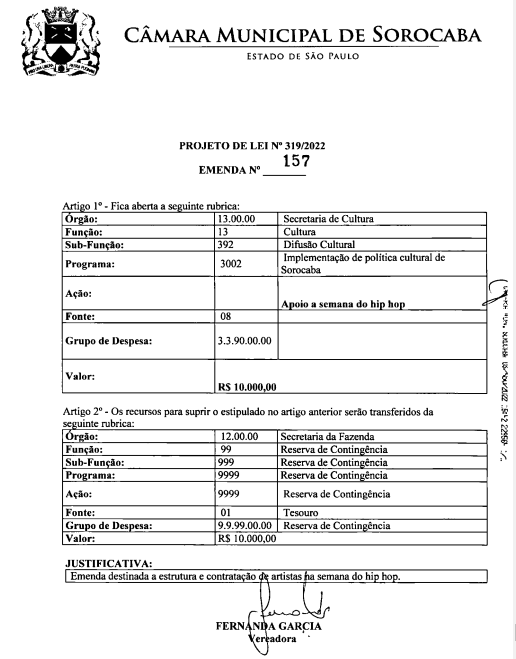 CÂMARA MUNICIPAL DE SOROCABA
ESTADO DE SÃO PAULO
PROJETO DE LEI Nº 319/2022
EMENDA Nº 157
Artigo 1º - Fica aberta a seguinte rubrica:
Órgão: 13.00.00 Secretaria de Cultura
Função: 13 Cultura
Sub-Função: 392 Difusão Cultural
Programa: 3002 Implementação de política cultural de
Sorocaba
Ação: Apoio a semana do hip hop
Fonte: 08
Grupo de Despesa: 3.3.90.00.00
Valor: R$ 10.000,00
Artigo 2º - Os recursos para suprir o estipulado no artigo anterior serão transferidos da
seguinte rubrica:
Órgão: 12.00.00 Secretaria da Fazenda
Função: 99 Reserva de Contingência
Sub-Função: 999 Reserva de Contingência
Programa: 9999 Reserva de Contingência
Ação: 9999 Reserva de Contingência
Fonte: 01 Tesouro
Grupo de Despesa: 9.9.99.00.00 Reserva de Contingência
Valor: R$ 10.000,00
JUSTIFICATIVA:
Emenda destinada a estrutura e contratação de artistas na semana do hip hop.
FERNANDA GARCIA
Vereadora